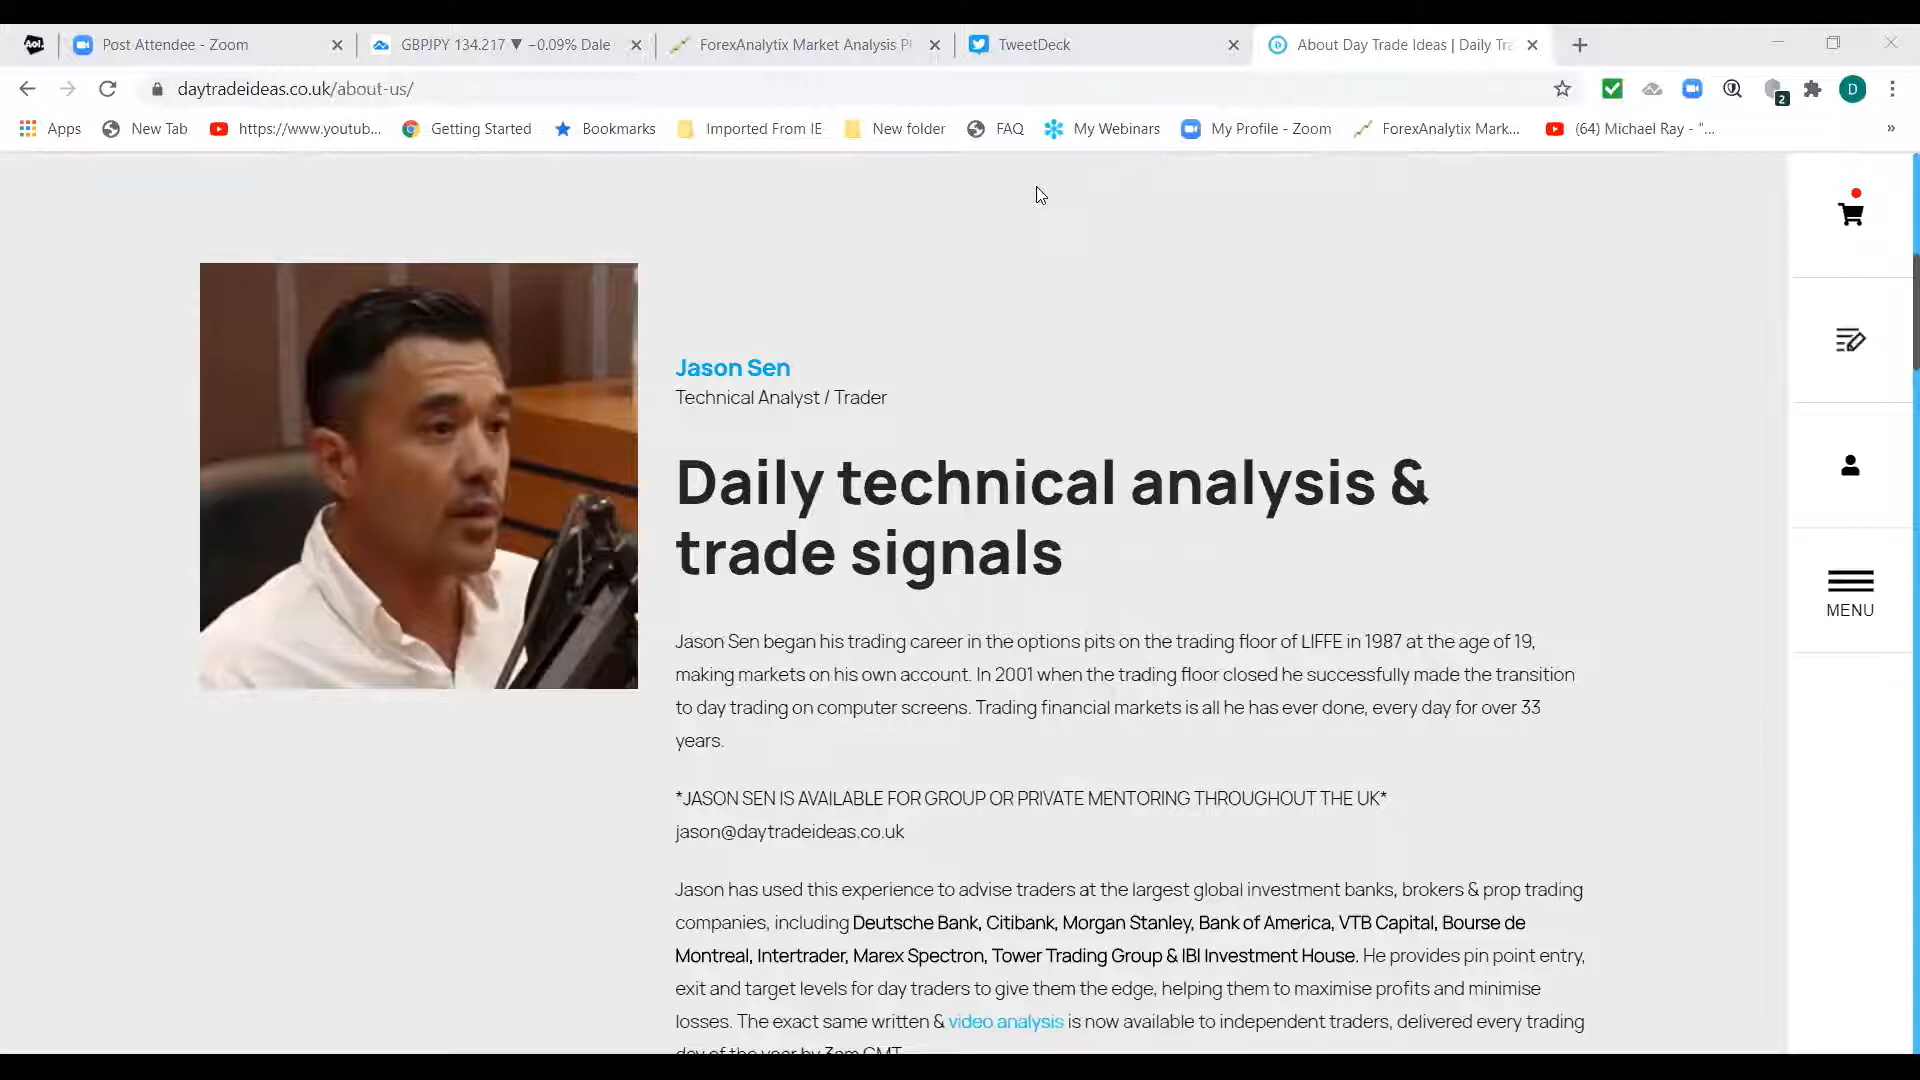 Aol.
Post Attendee - Zoom
GBPJPY 134.217 ▼ −0.09% Dale
ForexAnalytix Market Analysis Pl
TweetDeck
About Day Trade Ideas | Daily Tra
daytradeideas.co.uk/about-us/
2
D
Apps
New Tab
https://www.youtub...
Getting Started
Bookmarks
Imported From IE
New folder
FAQ
My Webinars
My Profile - Zoom
ForexAnalytix Mark...
(64) Michael Ray - "...
»
Jason Sen
Technical Analyst / Trader
Daily technical analysis &
trade signals
MENU
Jason Sen began his trading career in the options pits on the trading floor of LIFFE in 1987 at the age of 19,
making markets on his own account. In 2001 when the trading floor closed he successfully made the transition
to day trading on computer screens. Trading financial markets is all he has ever done, every day for over 33
years.
*JASON SEN IS AVAILABLE FOR GROUP OR PRIVATE MENTORING THROUGHOUT THE UK*
jason@daytradeideas.co.uk
Jason has used this experience to advise traders at the largest global investment banks, brokers & prop trading
companies, including Deutsche Bank, Citibank, Morgan Stanley, Bank of America, VTB Capital, Bourse de
Montreal, Intertrader, Marex Spectron, Tower Trading Group & IBI Investment House. He provides pin point entry,
exit and target levels for day traders to give them the edge, helping them to maximise profits and minimise
losses. The exact same written & video analysis is now available to independent traders, delivered every trading
day of the year by 3am GMT